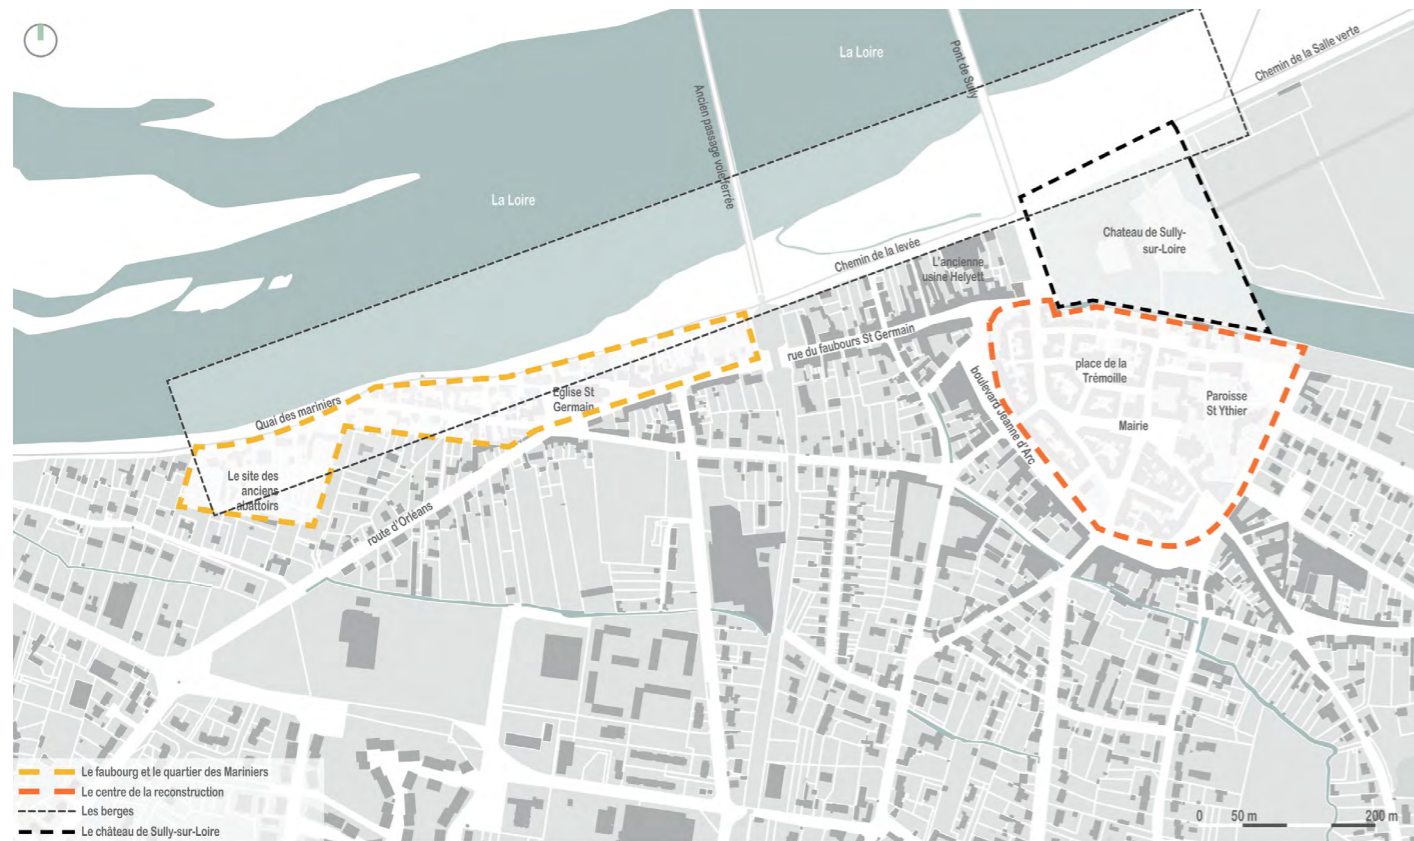 La Loire
Pont de Sully
Chemin de la Salle verte
Ancien passage voie ferrée
La Loire
Chateau de Sully-
sur-Loire
Chemin de la levée
L'ancienne
usine Helyett
rue du faubours St Germain
place de la
Trémoille
boulevard Jeanne d'Arc
Paroisse
St Ythier
Mairie
Eglise St
Germain
Quai des mariniers
Le site des
anciens
abattoirs
route d'Orléans
Le faubourg et le quartier des Mariniers
Le centre de la reconstruction
Les berges
Le château de Sully-sur-Loire
0 50 m 200 m